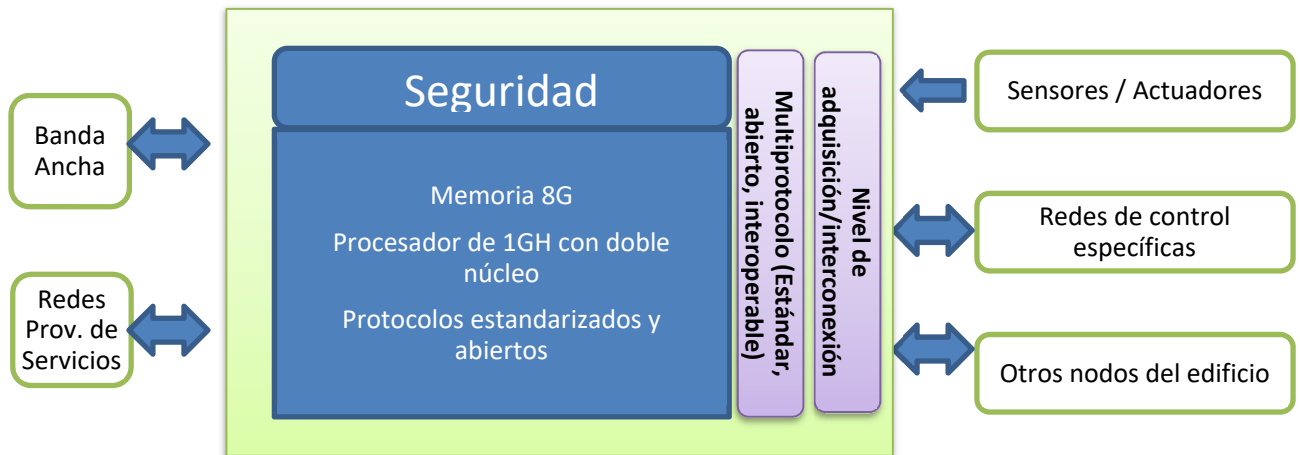 Banda
Ancha
Redes
Prov. de
Servicios
Seguridad
Memoria 8G
Procesador de 1GH con doble
núcleo
Protocolos estandarizados y
abiertos
Multiprotocolo (Estándar,
abierto, interoperable)
Nivel de
adquisición/interconexión
Sensores / Actuadores
Redes de control
específicas
Otros nodos del edificio